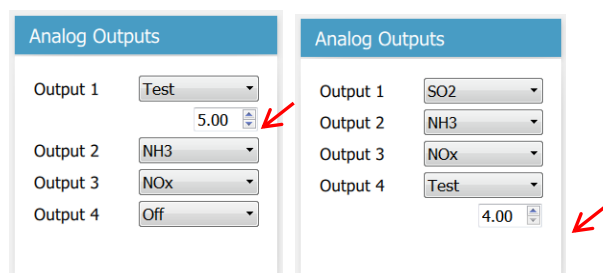 Analog Outputs
Output 1 Test
5.00
Output 2 NH3
Output 3 NOx
Output 4 Off
Analog Outputs
Output 1 SO2
Output 2 NH3
Output 3 NOx
Output 4 Test
4.00